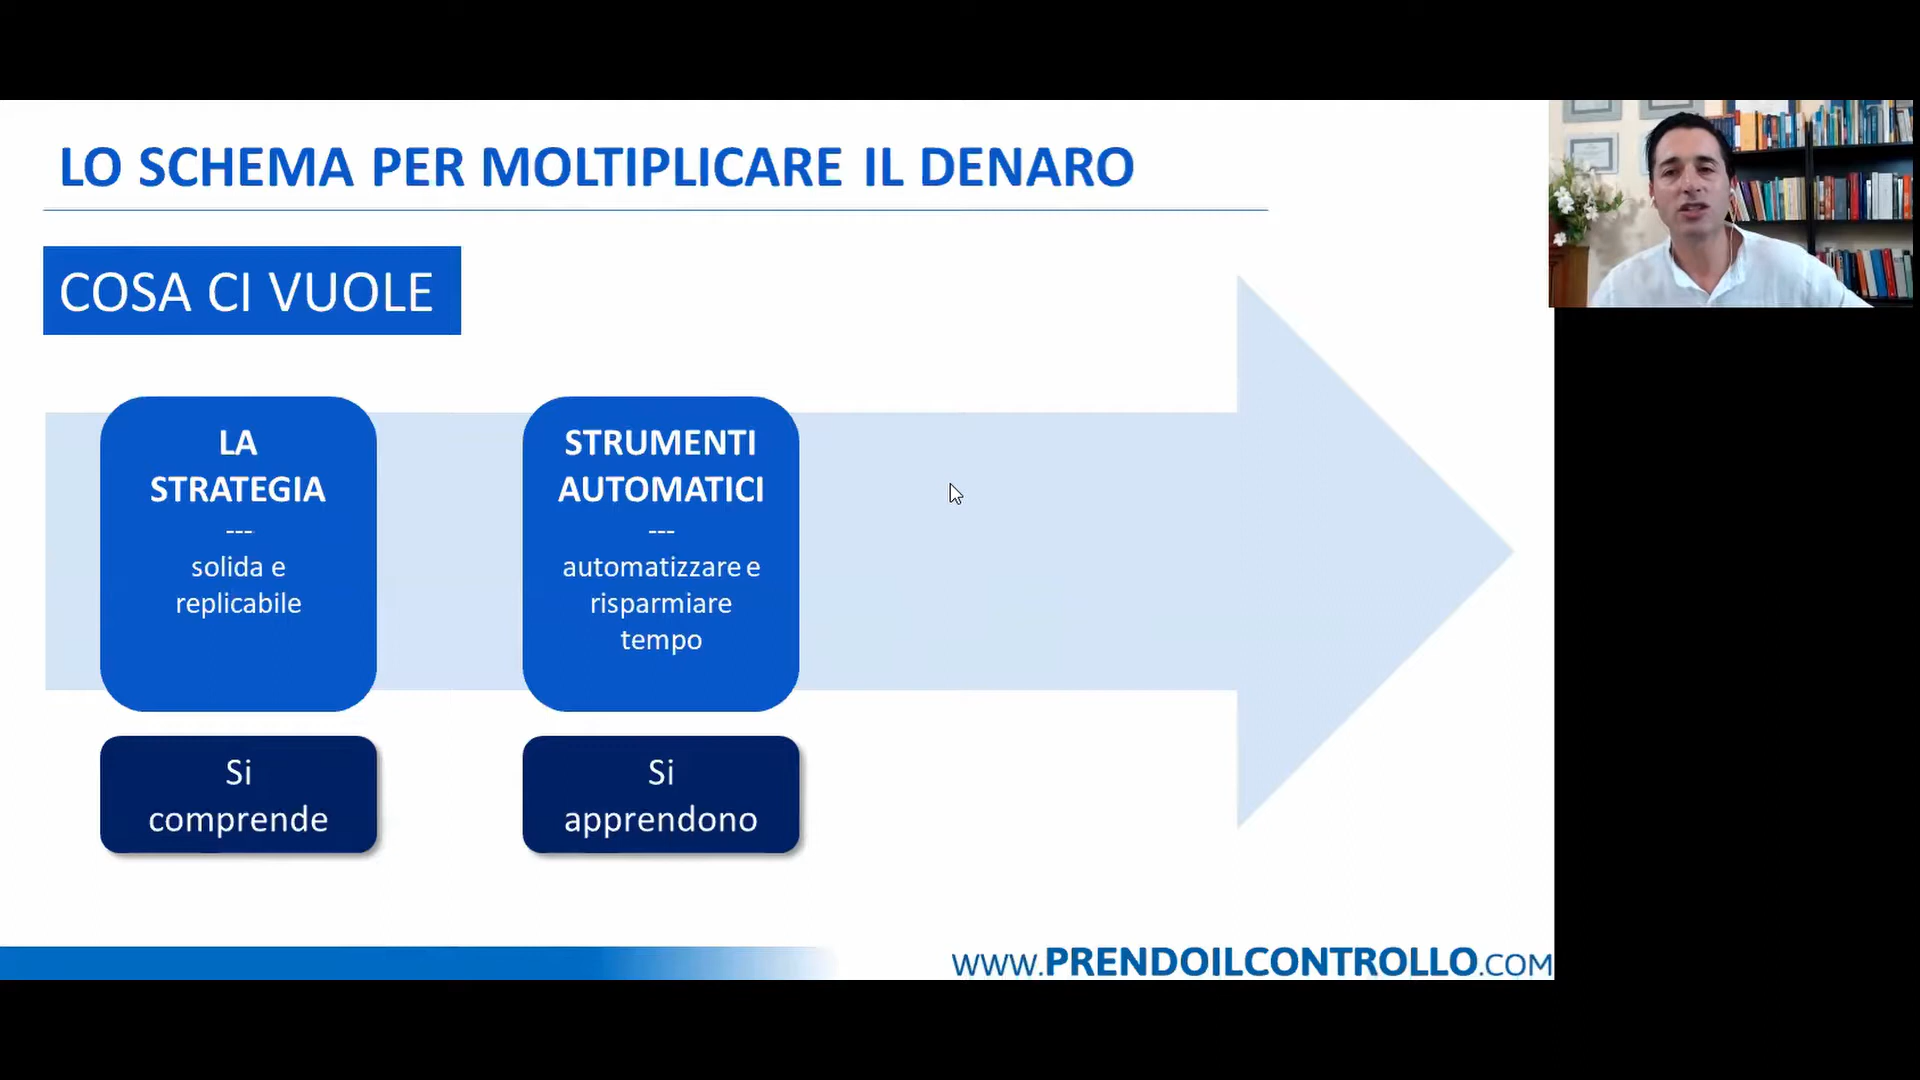 LO SCHEMA PER MOLTIPLICARE IL DENARO
COSA CI VUOLE
LA
STRATEGIA
---
solida e
replicabile
STRUMENTI
AUTOMATICI
---
automatizzare e
risparmiare
tempo
Si
comprende
Si
apprendono
WWW.PRENDOILCONTROLLO.COM